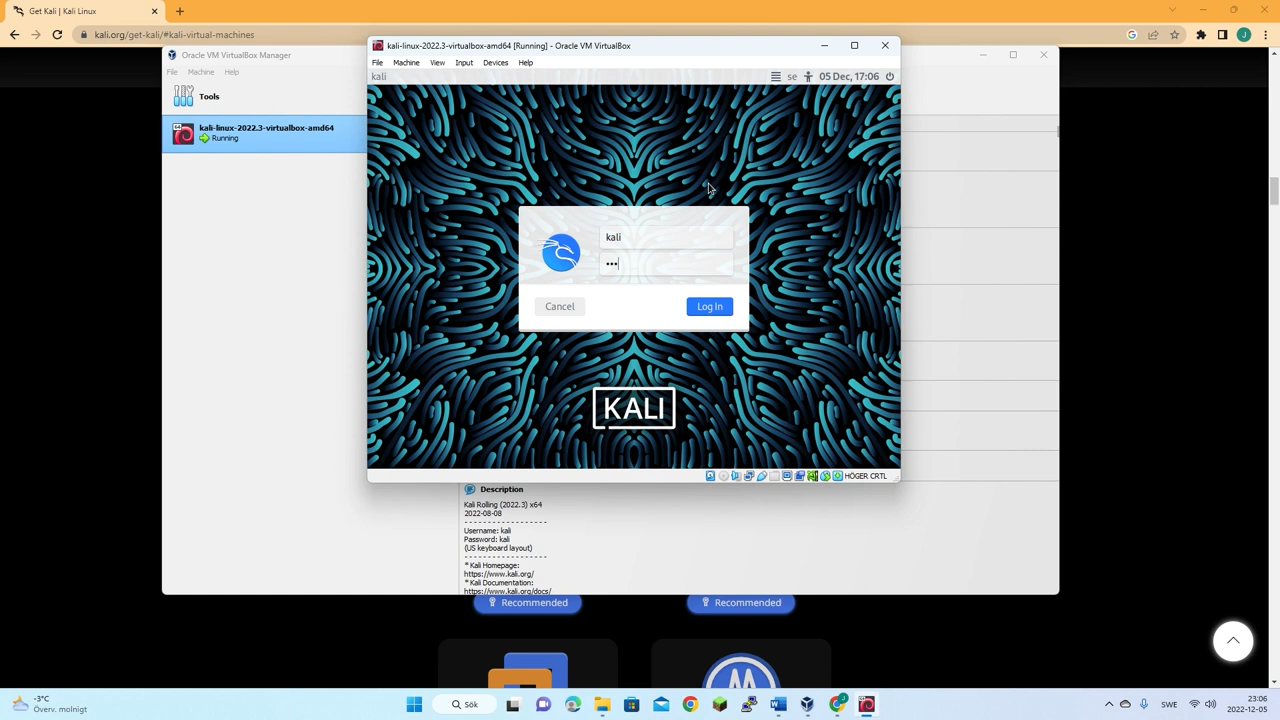 Get Kali | Kali Linux
kali.org/get-kali/#kali-virtual-machines
J
Oracle VM VirtualBox Manager
File Machine Help
Tools
64
kali-linux-2022.3-virtualbox-amd64
Running
kali-linux-2022.3-virtualbox-amd64 [Running] - Oracle VM VirtualBox
File Machine View Input Devices Help
kali
se
05 Dec, 17:06
kali
•••
Cancel
Log In
KALI
HÖGER CRTL
Description
Kali Rolling (2022.3) x64
2022-08-08
- - - - - - - - - - - - - - - - - - - -
Username: kali
Password: kali
(US keyboard layout)
- - - - - - - - - - - - - - - - - - - -
* Kali Homepage:
https://www.kali.org/
* Kali Documentation:
https://www.kali.org/docs/
Recommended
Recommended
-3°C
Överv. molnigt
Sök
SWE
23:06
2022-12-05